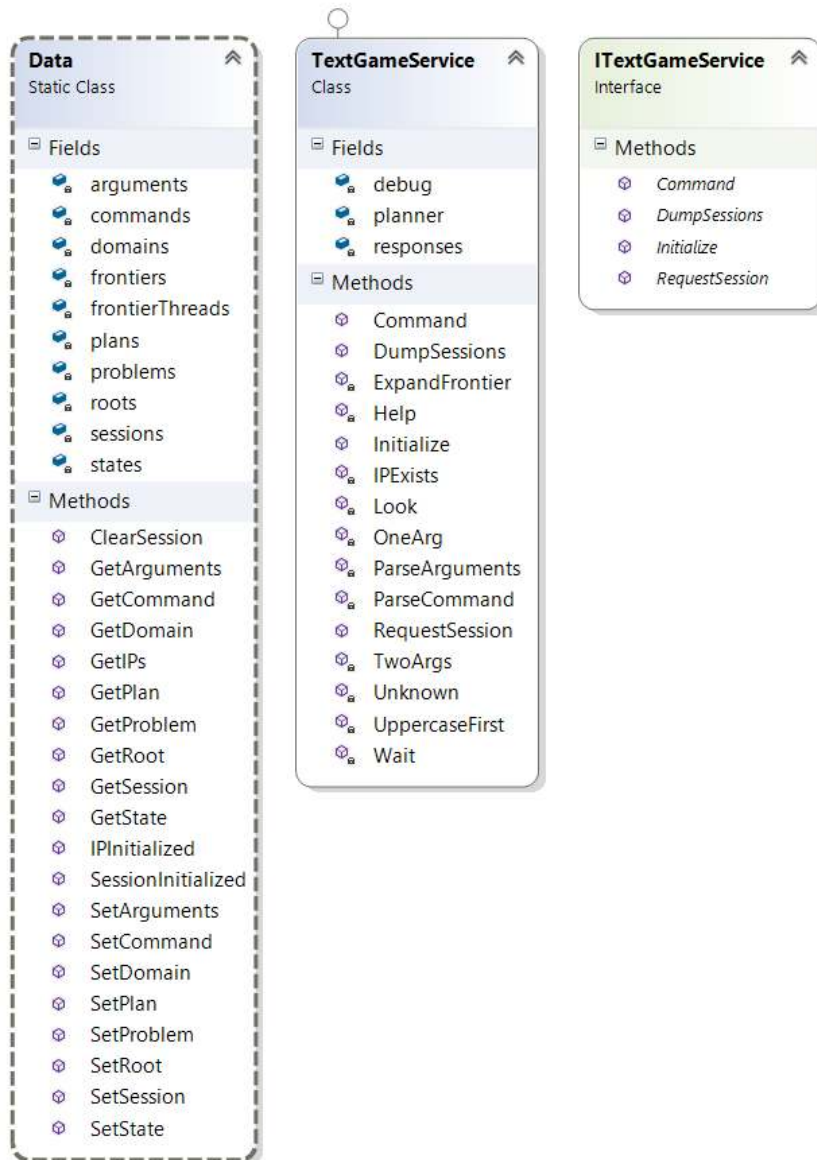 Data
Static Class
Fields
arguments
commands
domains
frontiers
frontierThreads
plans
problems
roots
sessions
states
Methods
ClearSession
GetArguments
GetCommand
GetDomain
GetIPs
GetPlan
GetProblem
GetRoot
GetSession
GetState
IPInitialized
SessionInitialized
SetArguments
SetCommand
SetDomain
SetPlan
SetProblem
SetRoot
SetSession
SetState
TextGameService
Class
Fields
debug
planner
responses
Methods
Command
DumpSessions
ExpandFrontier
Help
Initialize
IPExists
Look
OneArg
ParseArguments
ParseCommand
RequestSession
TwoArgs
Unknown
UppercaseFirst
Wait
ITextGameService
Interface
Methods
Command
DumpSessions
Initialize
RequestSession